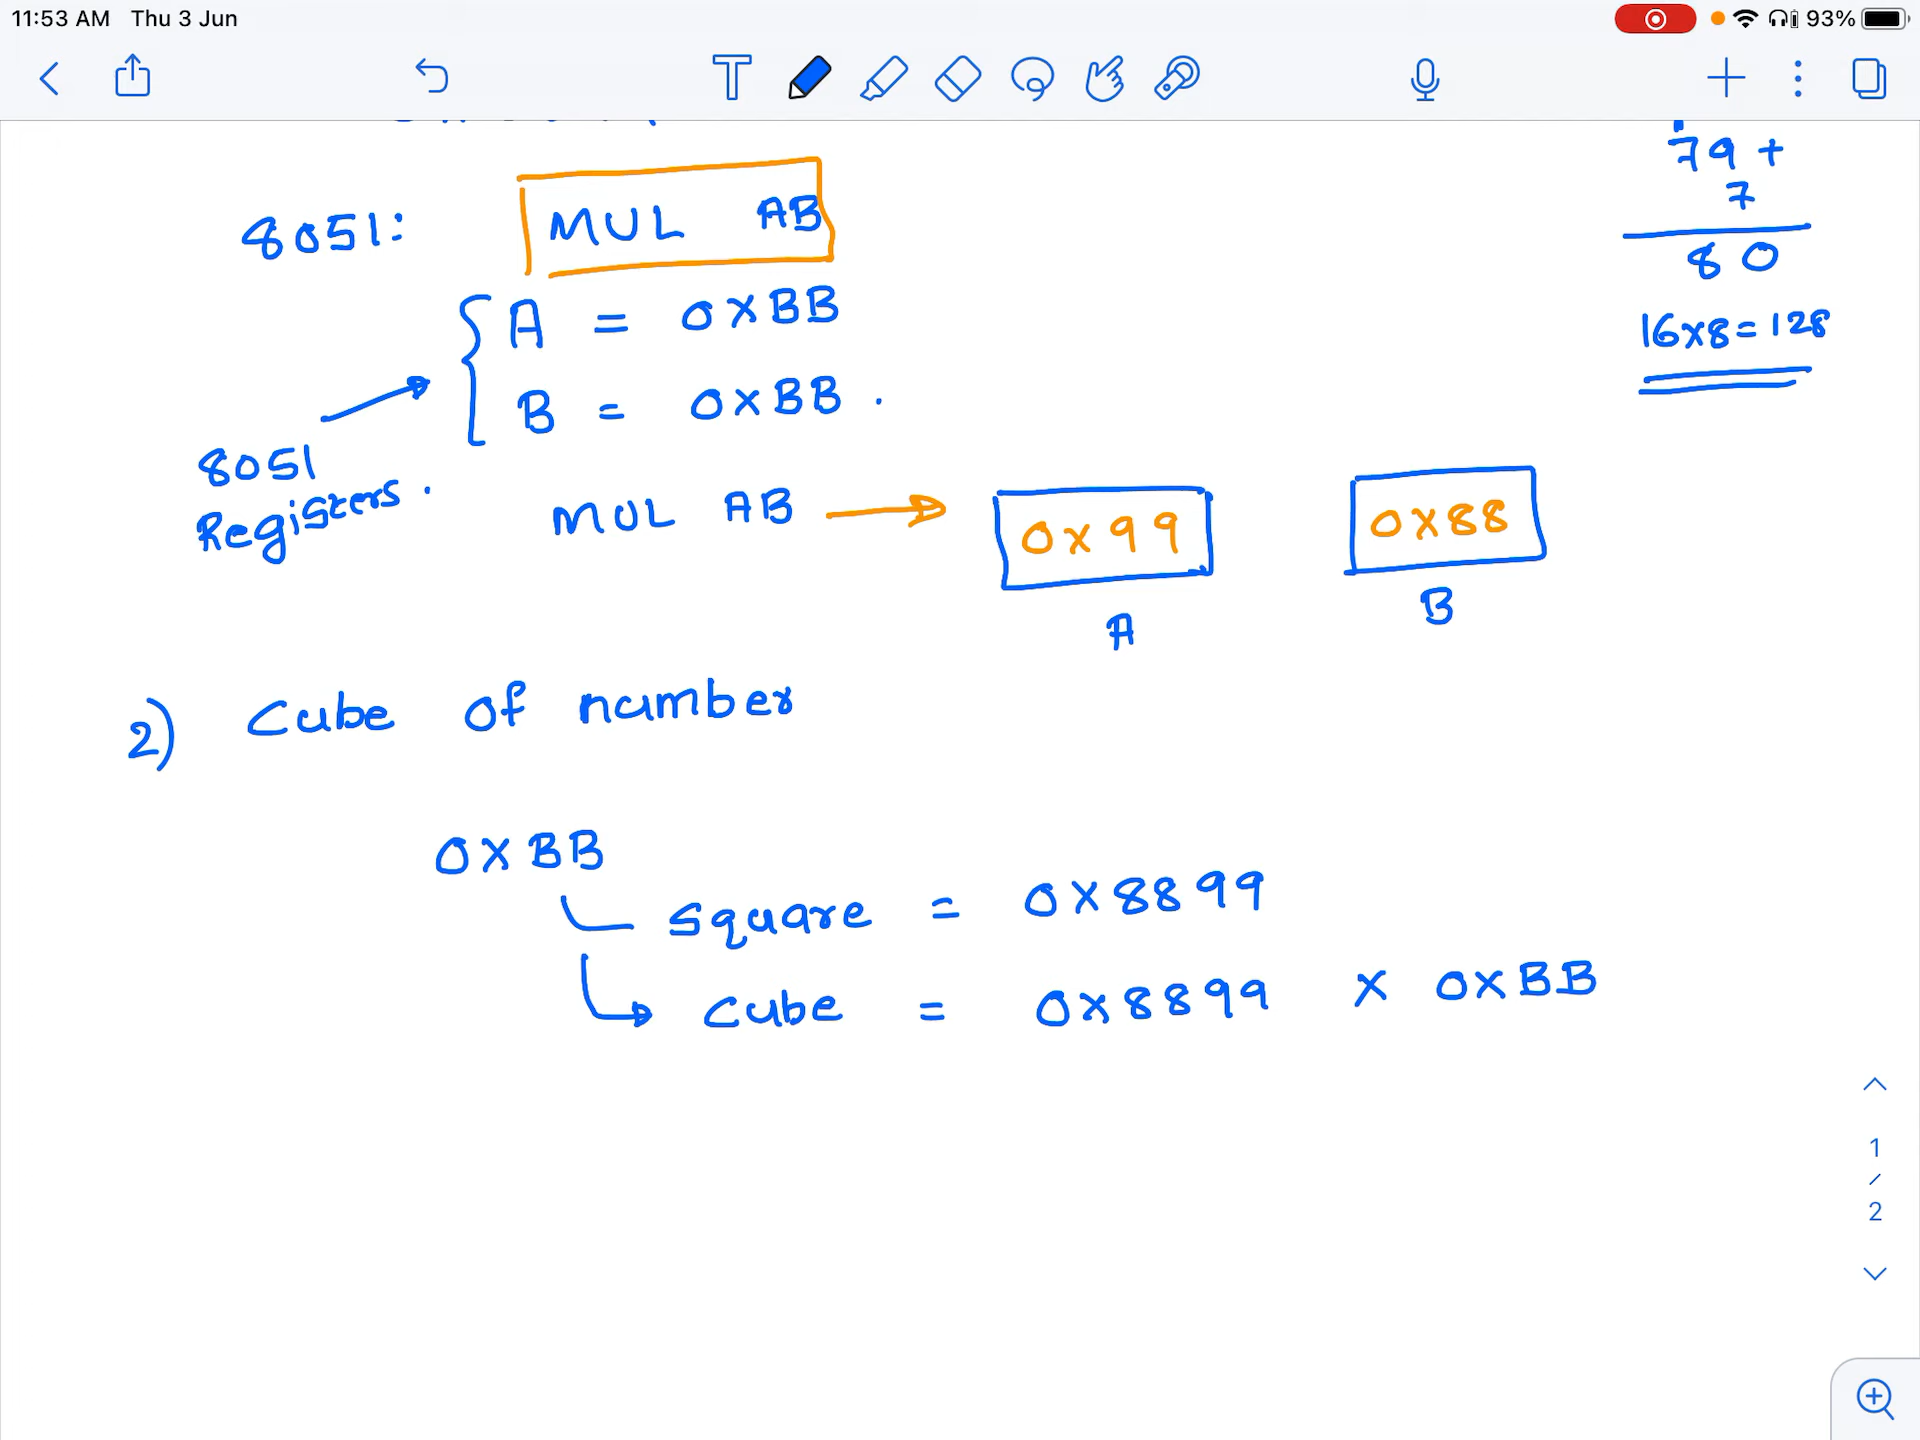 11:53 AM Thu 3 Jun 93%
T
79 +
7
80
16x8=128
8051: MUL AB
A = 0xBB
B = 0xBB.
8051
Registers.
MUL AB → 0x99 0x88
A B
2) Cube of number
0xBB
square = 0x8899
cube = 0x8899 x 0xBB
1
/
2